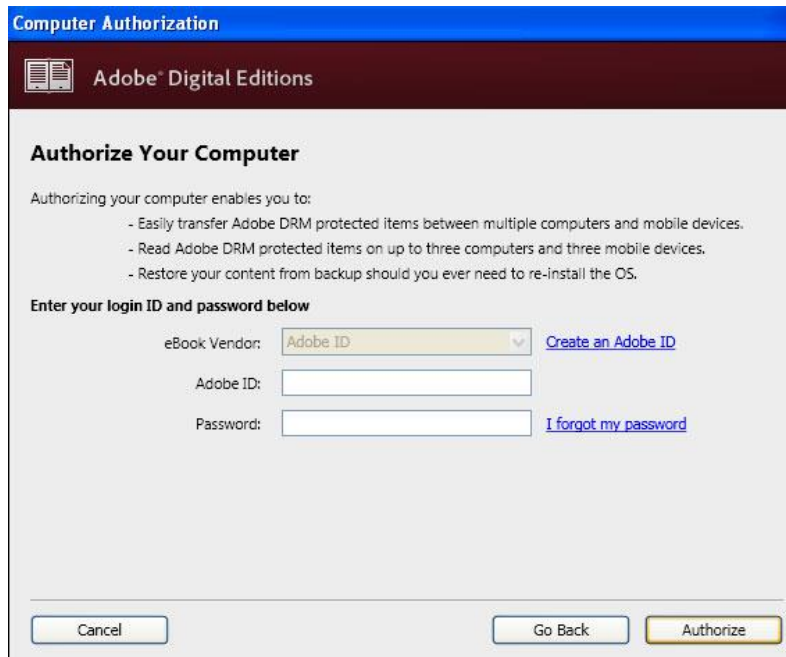 Computer Authorization
Adobe® Digital Editions
Authorize Your Computer
Authorizing your computer enables you to:
- Easily transfer Adobe DRM protected items between multiple computers and mobile devices.
- Read Adobe DRM protected items on up to three computers and three mobile devices.
- Restore your content from backup should you ever need to re-install the OS.
Enter your login ID and password below
eBook Vendor: Adobe ID Create an Adobe ID
Adobe ID:
Password: I forgot my password
Cancel Go Back Authorize